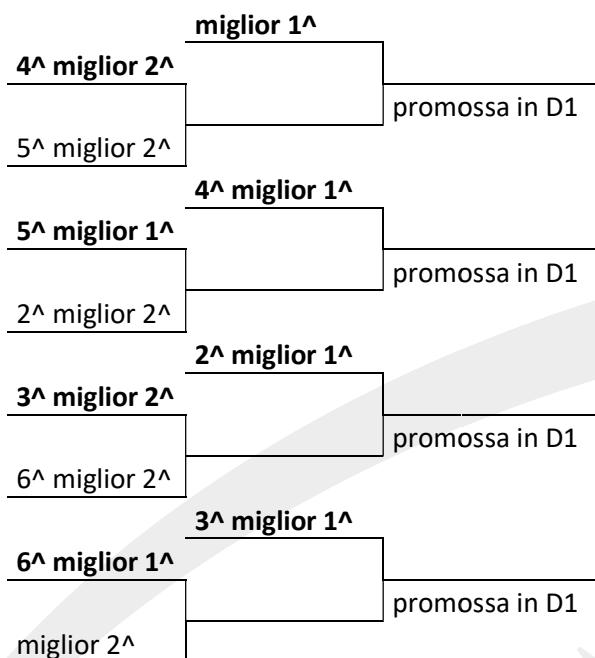 miglior 1^
4^ miglior 2^
promossa in D1
5^ miglior 2^
4^ miglior 1^
5^ miglior 1^
promossa in D1
2^ miglior 2^
2^ miglior 1^
3^ miglior 2^
promossa in D1
6^ miglior 2^
3^ miglior 1^
6^ miglior 1^
promossa in D1
miglior 2^